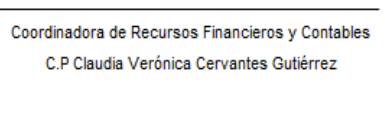 Coordinadora de Recursos Financieros y Contables
C.P Claudia Verónica Cervantes Gutiérrez